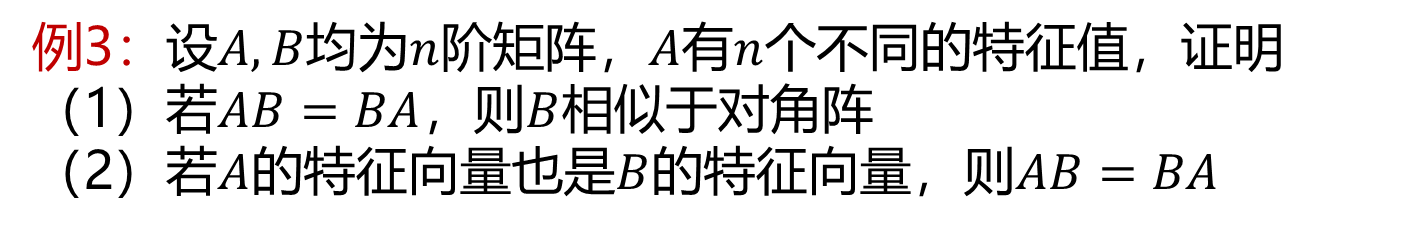 例3：设A, B均为n阶矩阵，A有n个不同的特征值，证明
（1）若AB = BA，则B相似于对角阵
（2）若A的特征向量也是B的特征向量，则AB = BA